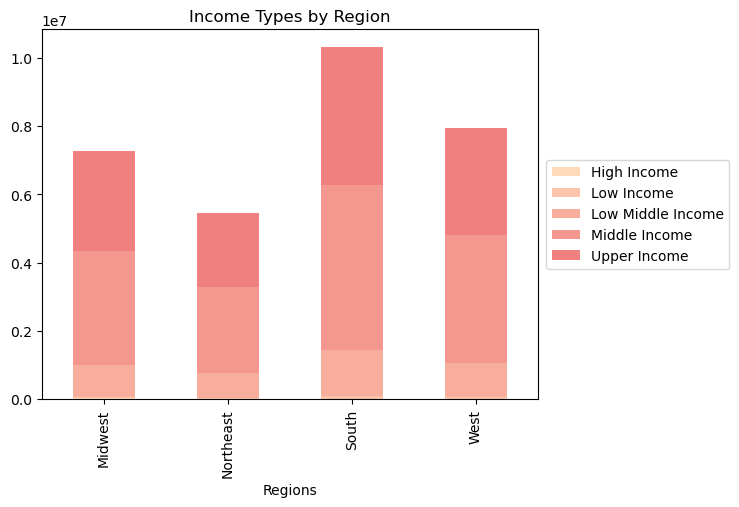 Income Types by Region
1e7
1.0
0.8
0.6
0.4
0.2
0.0
Midwest
Northeast
South
West
Regions
High Income
Low Income
Low Middle Income
Middle Income
Upper Income